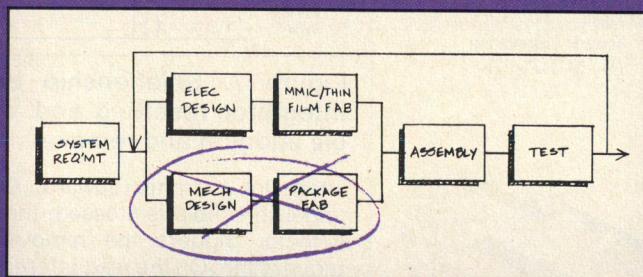 SYSTEM
REQ'MT
ELEC
DESIGN
MMIC/THIN
FILM FAB
MECH
DESIGN
PACKAGE
FAB
ASSEMBLY
TEST